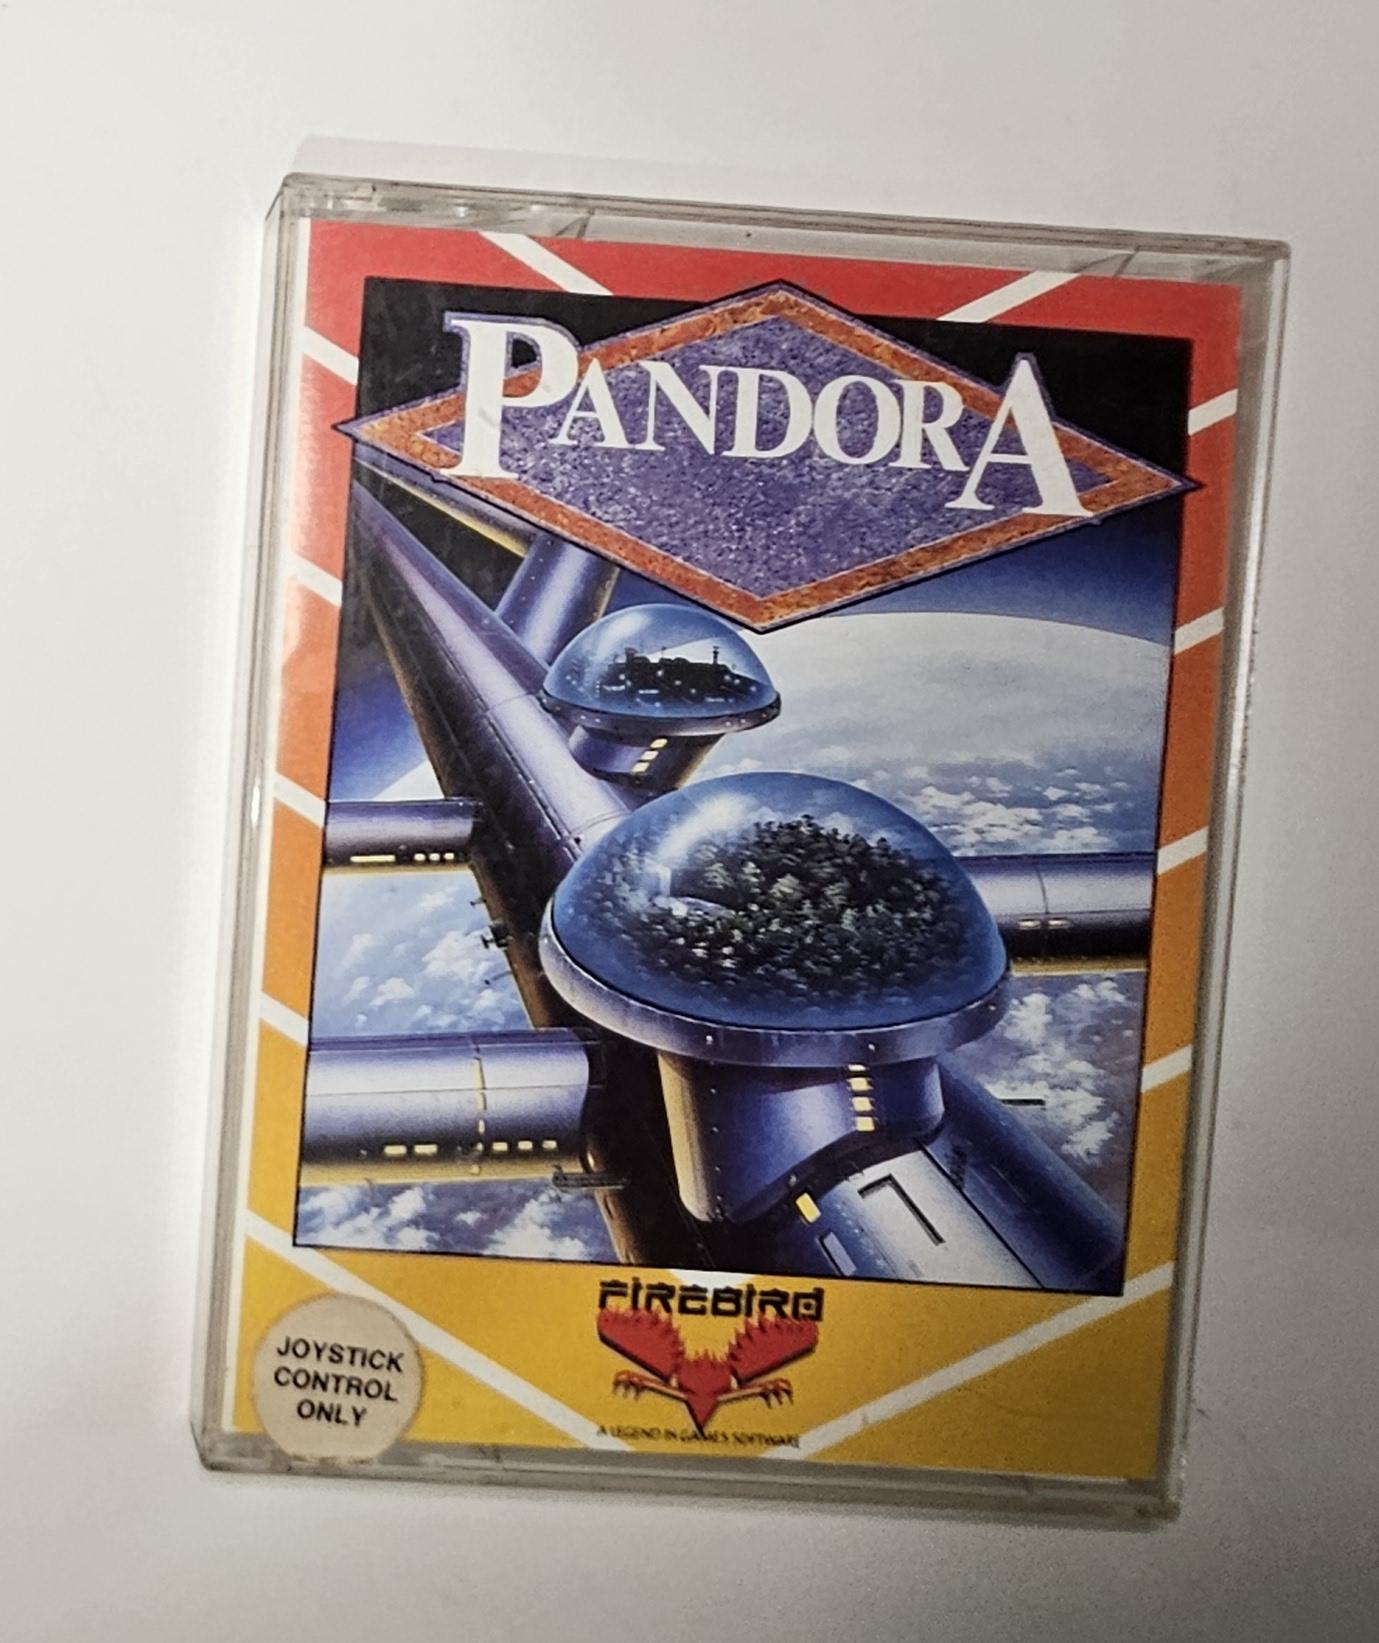 PANDORA
FIREBIRD
A LEGEND IN GAMES SOFTWARE
JOYSTICK
CONTROL
ONLY